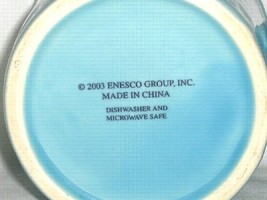 © 2003 ENESCO GROUP, INC.
MADE IN CHINA
DISHWASHER AND
MICROWAVE SAFE